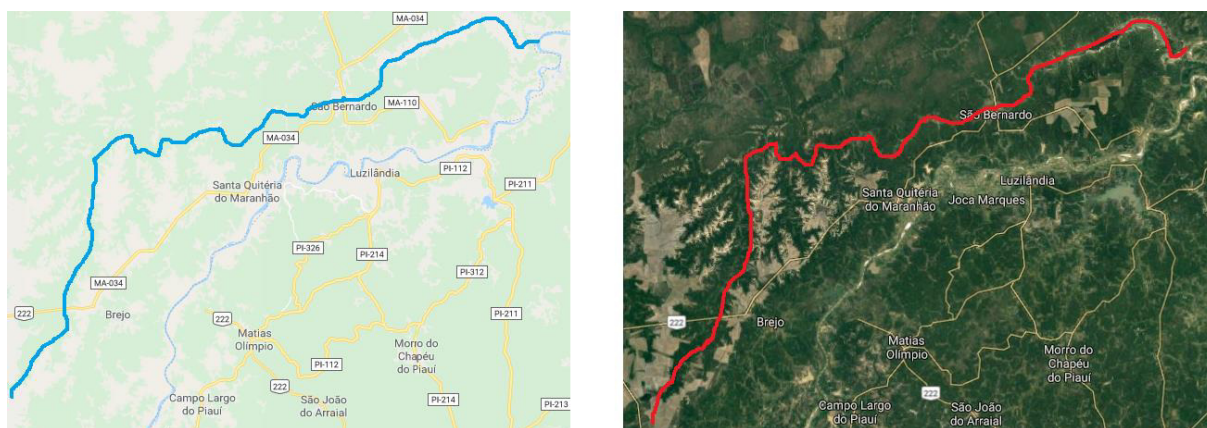 MA-034
São Bernardo
MA-110
MA-034
PI-112
Luzilândia
PI-211
Santa Quitéria
do Maranhão
PI-326
PI-214
PI-312
MA-034
222
Brejo
222
PI-211
Matias
Olímpio
Morro do
Chapéu
do Piauí
PI-112
222
Campo Largo
do Piauí
São João
do Arraial
PI-214
PI-213
São Bernardo
Luzilândia
Santa Quitéria
do Maranhão
Joca Marques
222
Brejo
Matias
Olímpio
Morro do
Chapéu
do Piauí
222
Campo Largo
do Piauí
São João
do Arraial